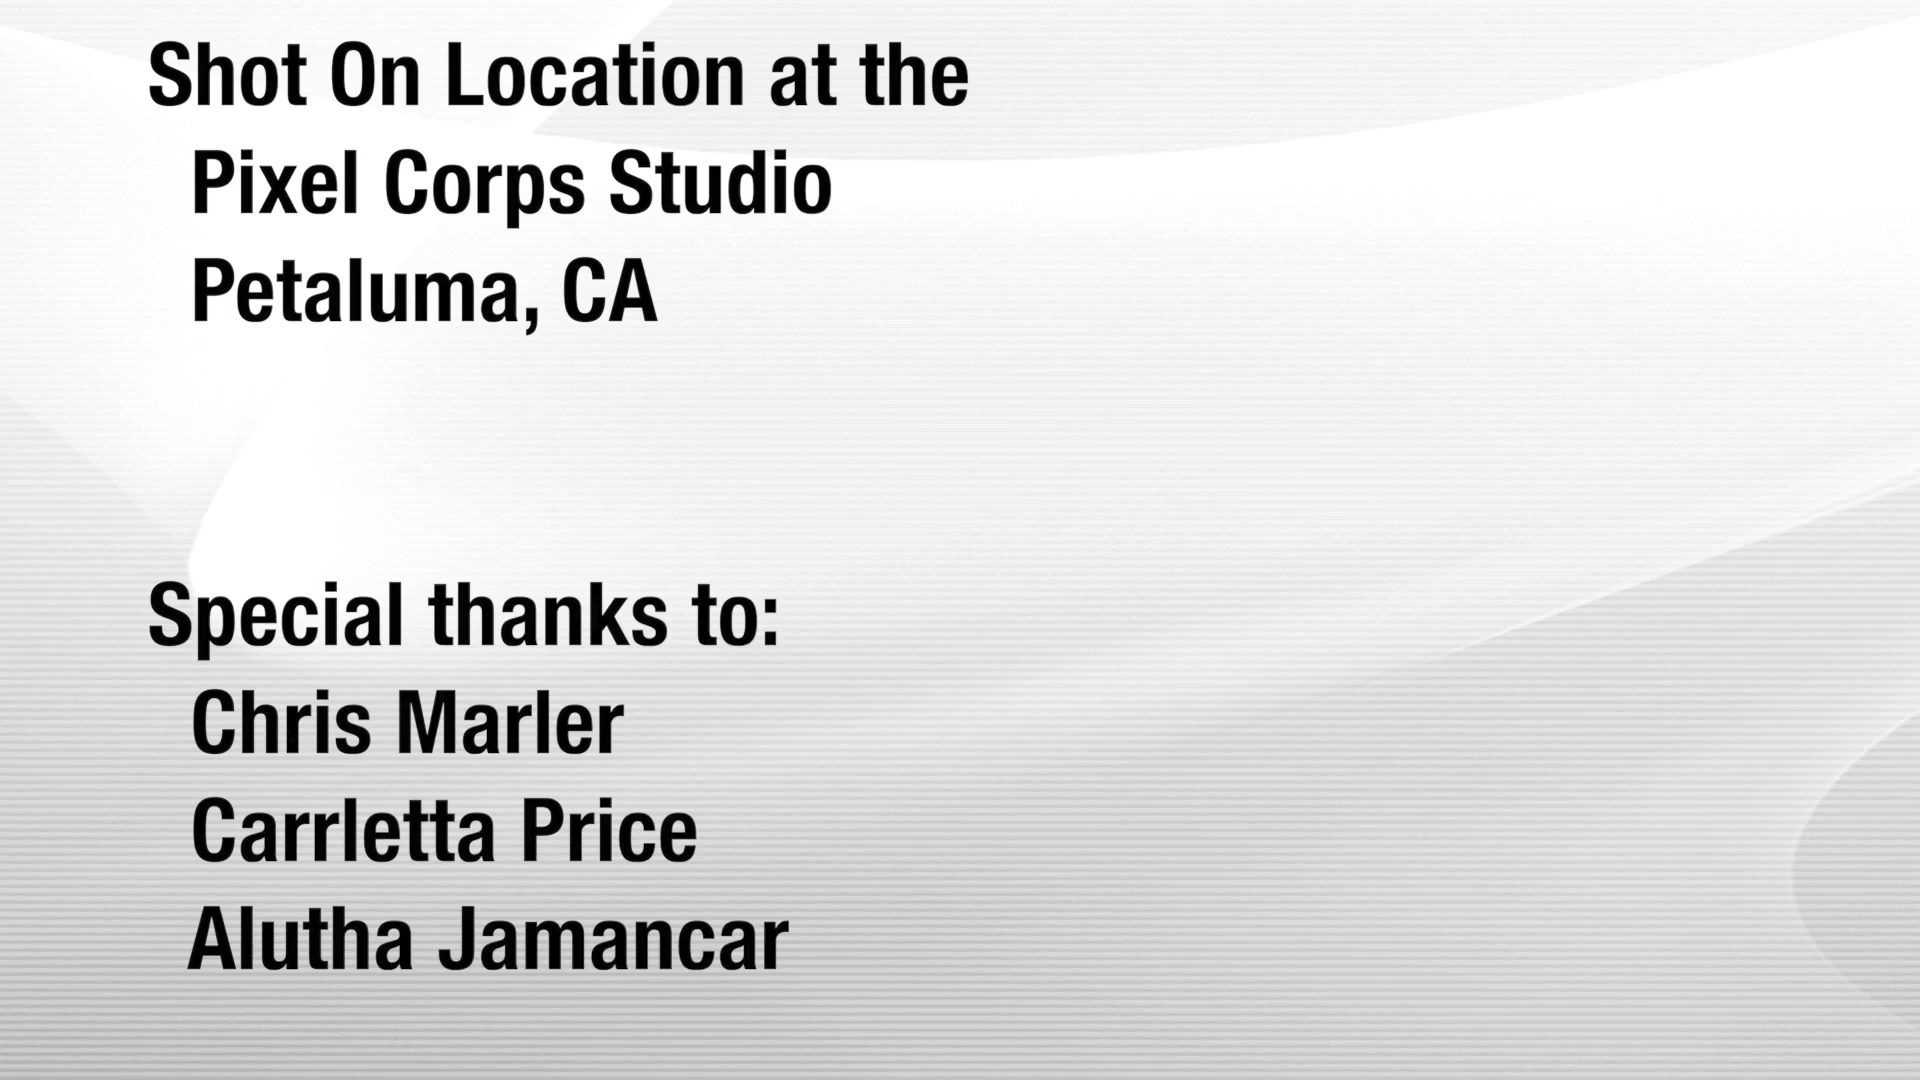 Shot On Location at the
Pixel Corps Studio
Petaluma, CA
Special thanks to:
Chris Marler
Carrletta Price
Alutha Jamancar